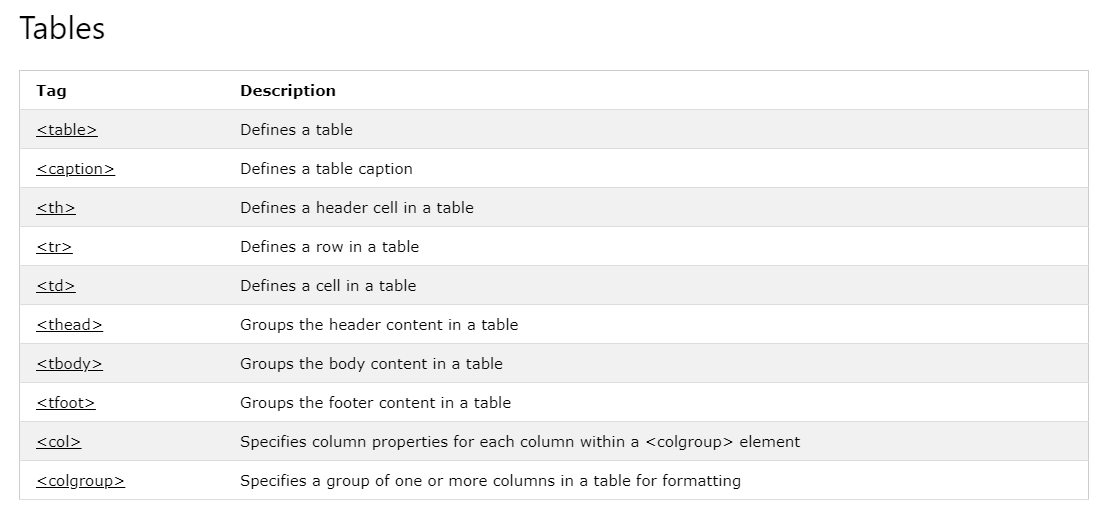 Tables
Tag Description
<table> Defines a table
<caption> Defines a table caption
<th> Defines a header cell in a table
<tr> Defines a row in a table
<td> Defines a cell in a table
<thead> Groups the header content in a table
<tbody> Groups the body content in a table
<tfoot> Groups the footer content in a table
<col> Specifies column properties for each column within a <colgroup> element
<colgroup> Specifies a group of one or more columns in a table for formatting